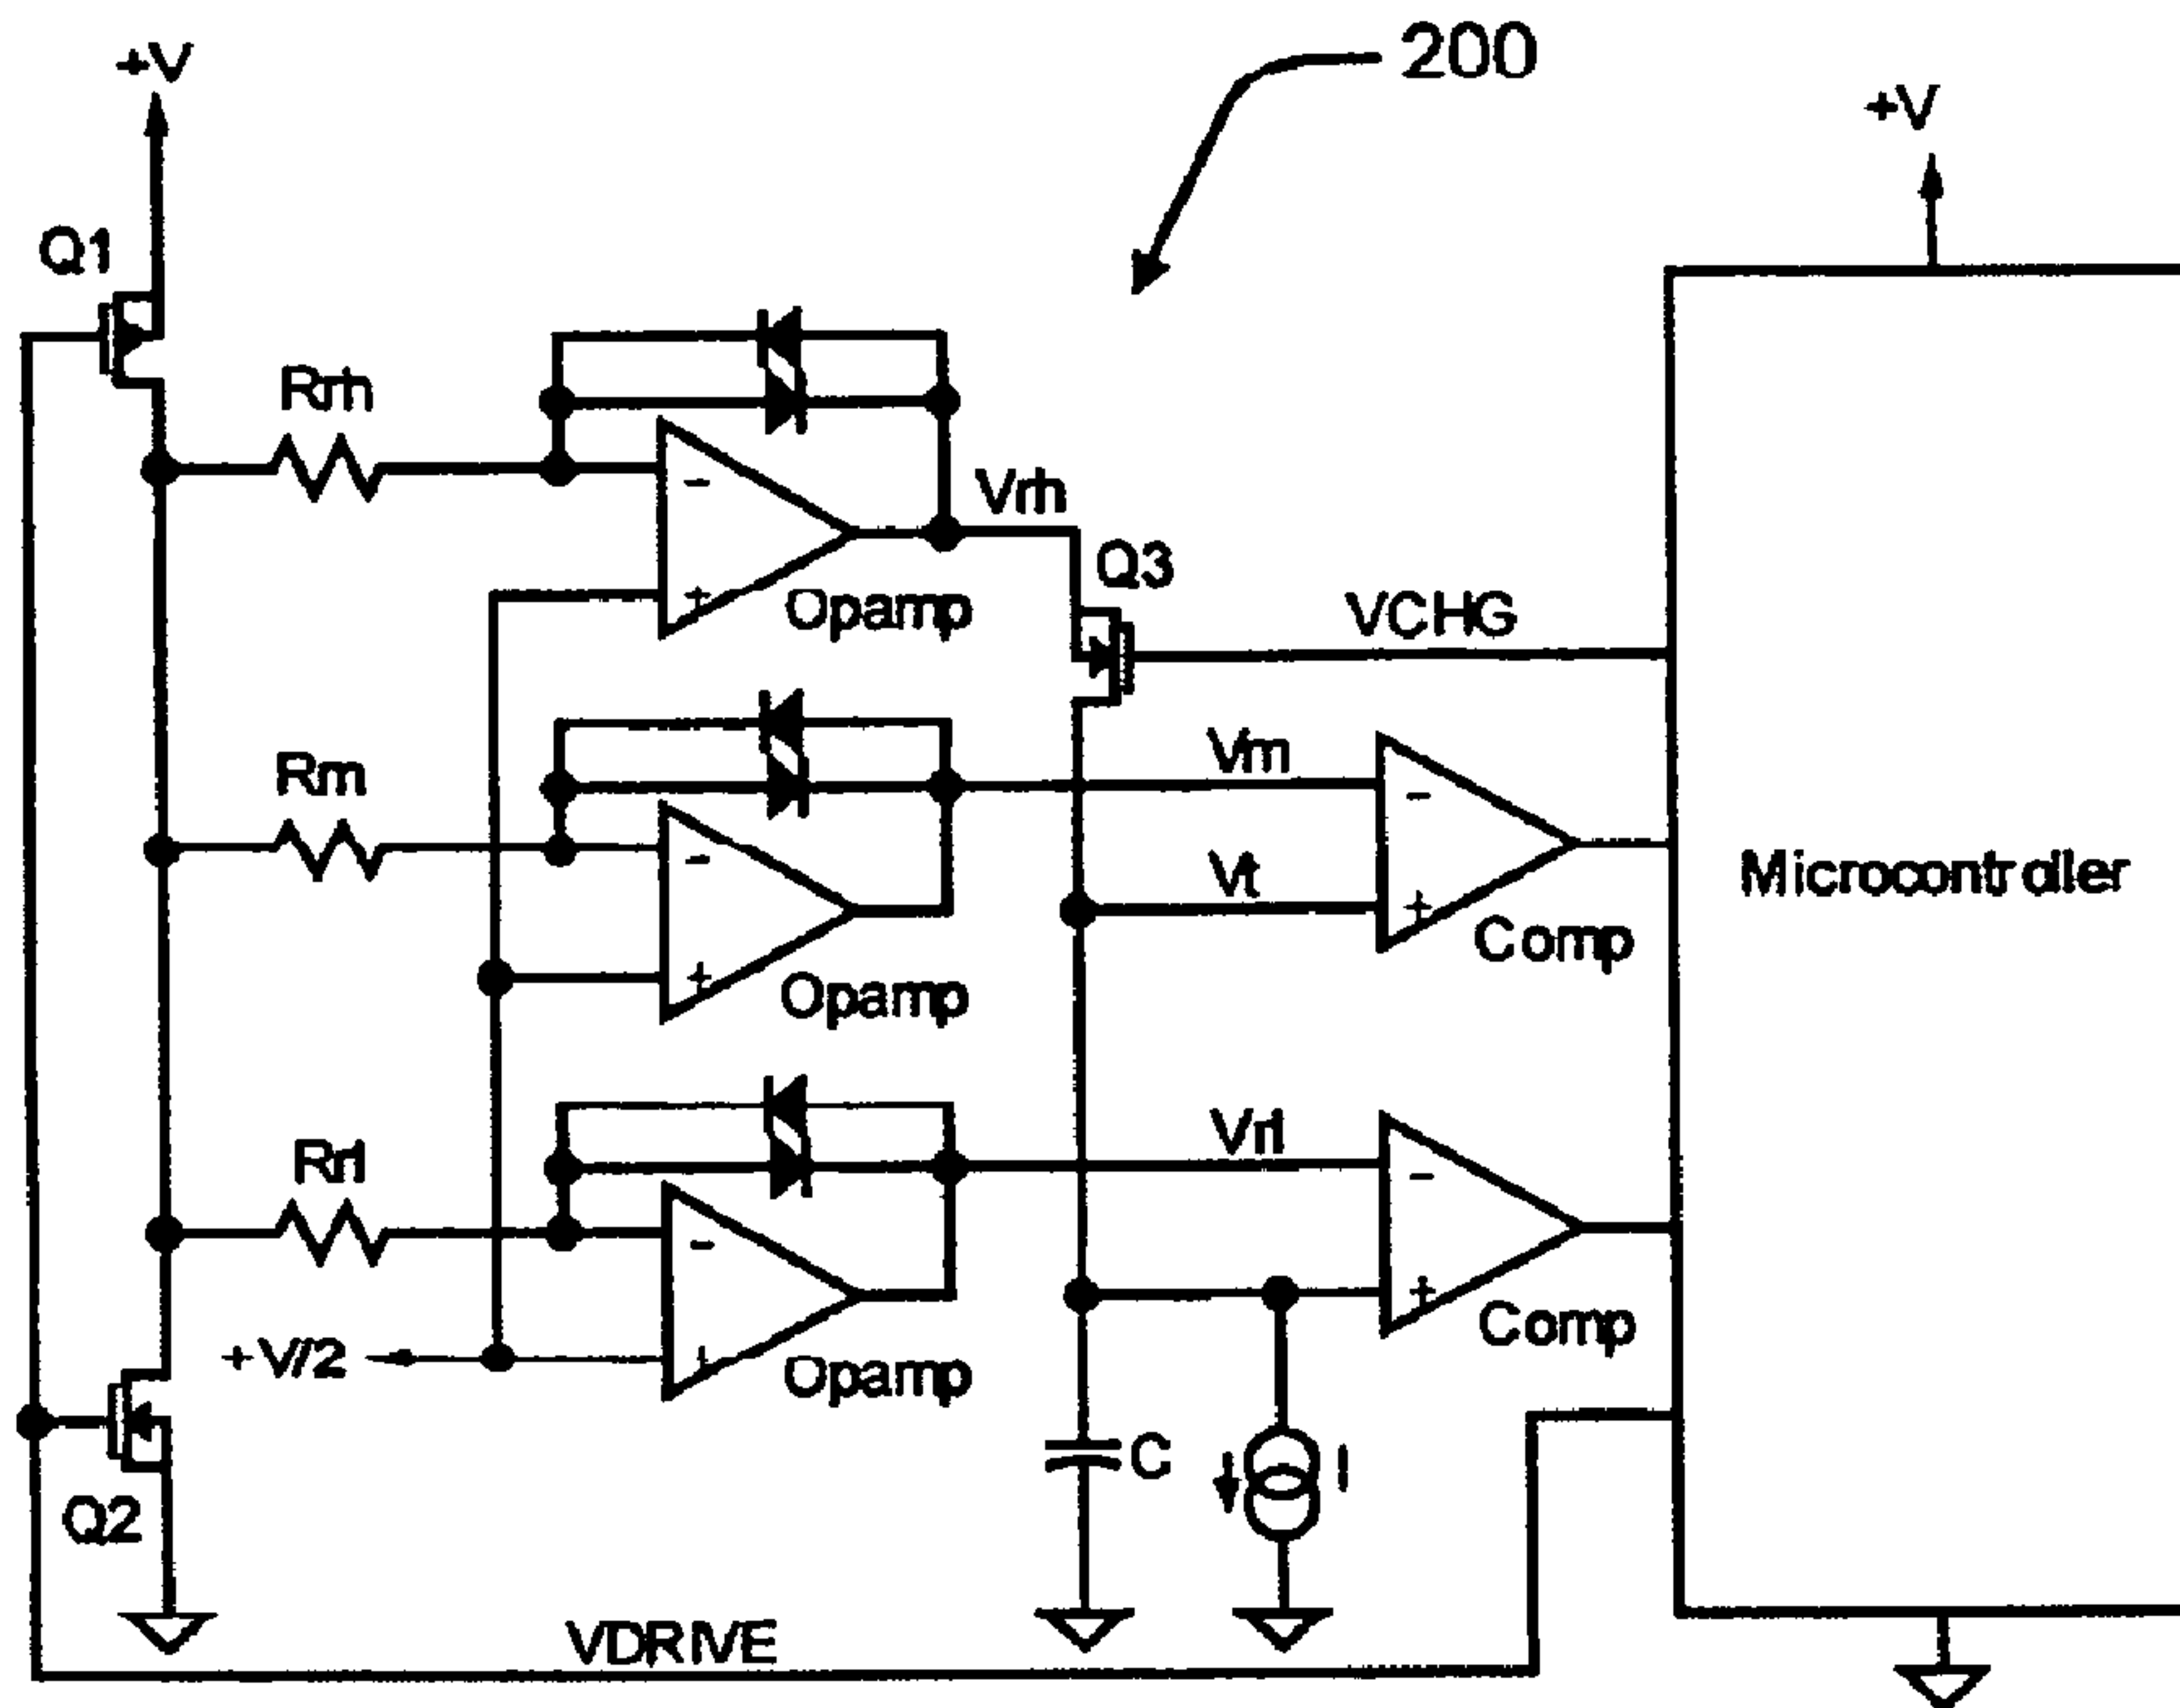 200
+V
+V
Q1
Rrh
-
+
Opamp
Vrh
Q3
VCHG
Rm
-
+
Opamp
Vm
Vt
-
+
Comp
Microcontroller
Rrl
-
+
Opamp
Vrl
-
+
Comp
+V/2
Q2
C
I
VDRIVE